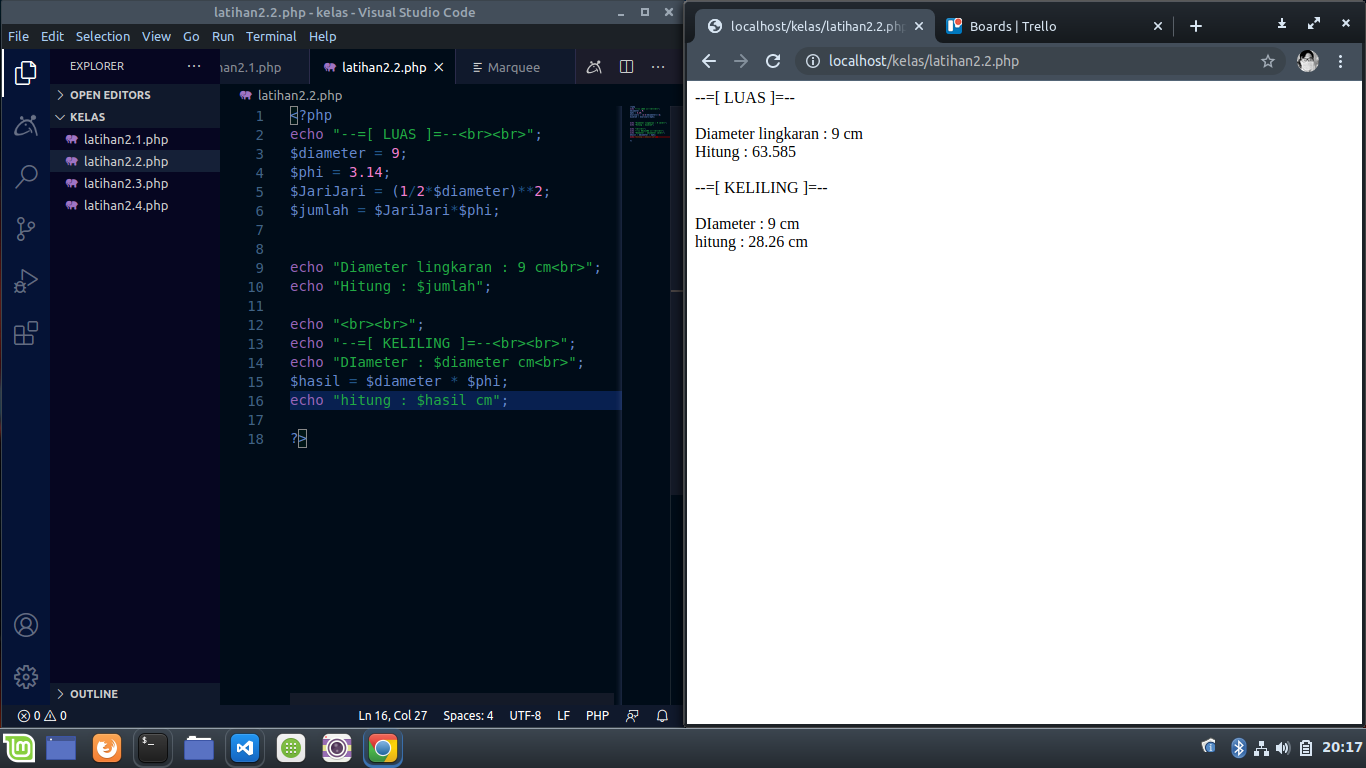 latihan2.2.php - kelas - Visual Studio Code
File Edit Selection View Go Run Terminal Help
EXPLORER
OPEN EDITORS
KELAS
latihan2.1.php
latihan2.2.php
latihan2.3.php
latihan2.4.php
OUTLINE
han2.1.php latihan2.2.php Marquee
latihan2.2.php
1 <?php
2 echo "--=[ LUAS ]=--<br><br>";
3 $diameter = 9;
4 $phi = 3.14;
5 $JariJari = (1/2*$diameter)**2;
6 $jumlah = $JariJari*$phi;
7
8
9 echo "Diameter lingkaran : 9 cm<br>";
10 echo "Hitung : $jumlah";
11
12 echo "<br><br>";
13 echo "--=[ KELILING ]=--<br><br>";
14 echo "DIameter : $diameter cm<br>";
15 $hasil = $diameter * $phi;
16 echo "hitung : $hasil cm";
17
18 ?>
0 0 Ln 16, Col 27 Spaces: 4 UTF-8 LF PHP
localhost/kelas/latihan2.2.php Boards | Trello
localhost/kelas/latihan2.2.php
--=[ LUAS ]=--
Diameter lingkaran : 9 cm
Hitung : 63.585
--=[ KELILING ]=--
DIameter : 9 cm
hitung : 28.26 cm
20:17